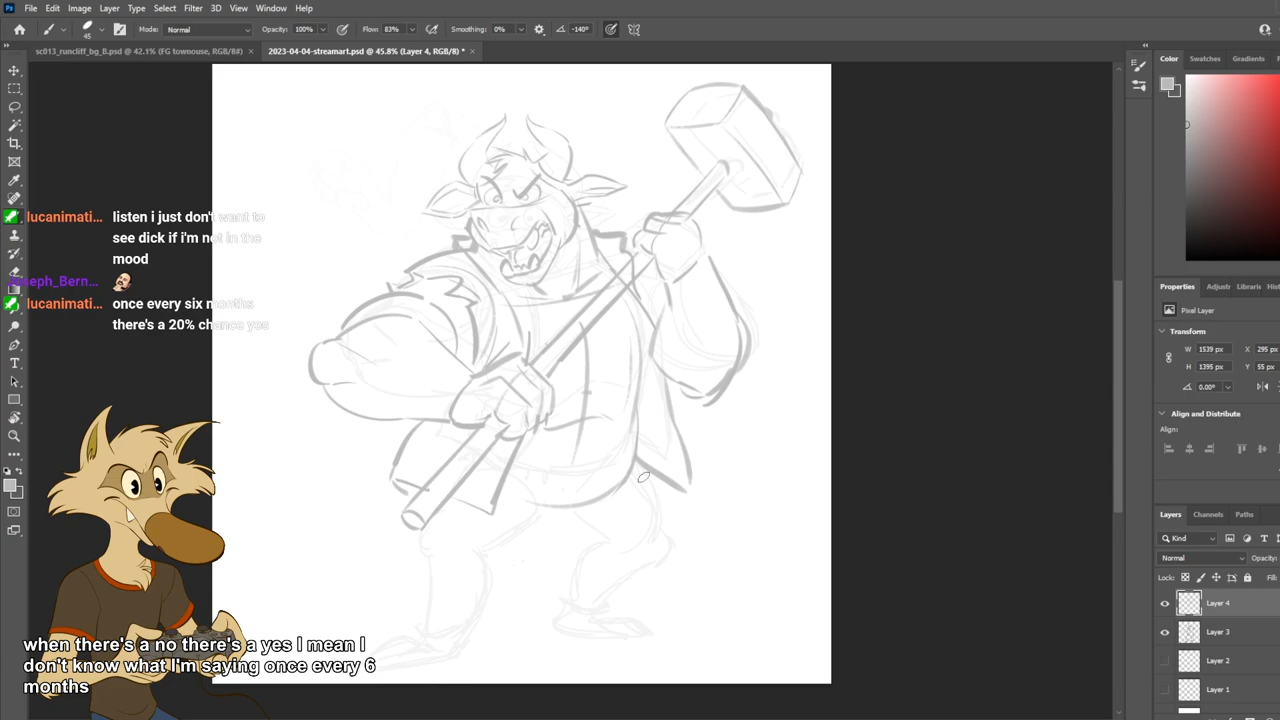 File Edit Image Layer Type Select Filter 3D View Window Help
45 Mode: Normal Opacity: 100% Flow: 83% Smoothing: 0% -140°
sc013_runcliff_bg_B.psd @ 42.1% (FG townouse, RGB/8#) × 2023-04-04-streamart.psd @ 45.8% (Layer 4, RGB/8#) * ×
Color Swatches Gradients
lucanimati... listen i just don't want to
see dick if i'm not in the
mood
lucanimati... once every six months
there's a 20% chance yes
Properties Adjustr Librarie
Pixel Layer
Transform
W 1539 px X 295 px
H 1395 px Y 55 px
0.00°
Align and Distribute
Align:
Layers Channels Paths
Kind
Normal Opacity:
Lock:
Layer 4
Layer 3
Layer 2
Layer 1
when there's a no there's a yes I mean I
don't know what I'm saying once every 6
months